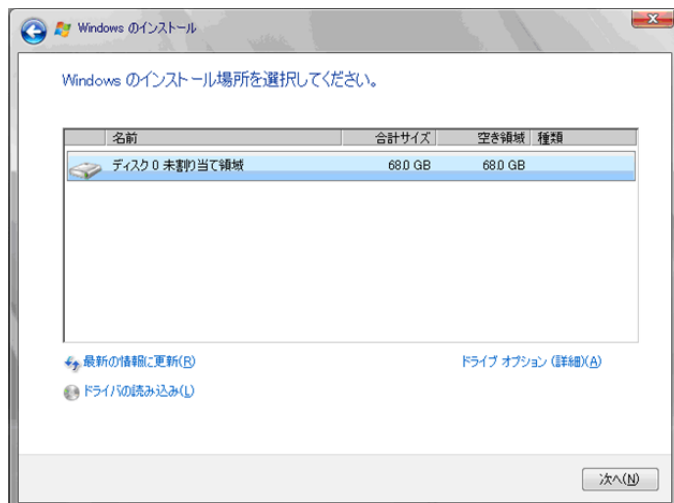 Windows のインストール
Windows のインストール場所を選択してください。
名前 合計サイズ 空き領域 種類
ディスク 0 未割り当て領域 68.0 GB 68.0 GB
最新の情報に更新(R) ドライブ オプション (詳細)(A)
ドライバの読み込み(L)
次へ(N)